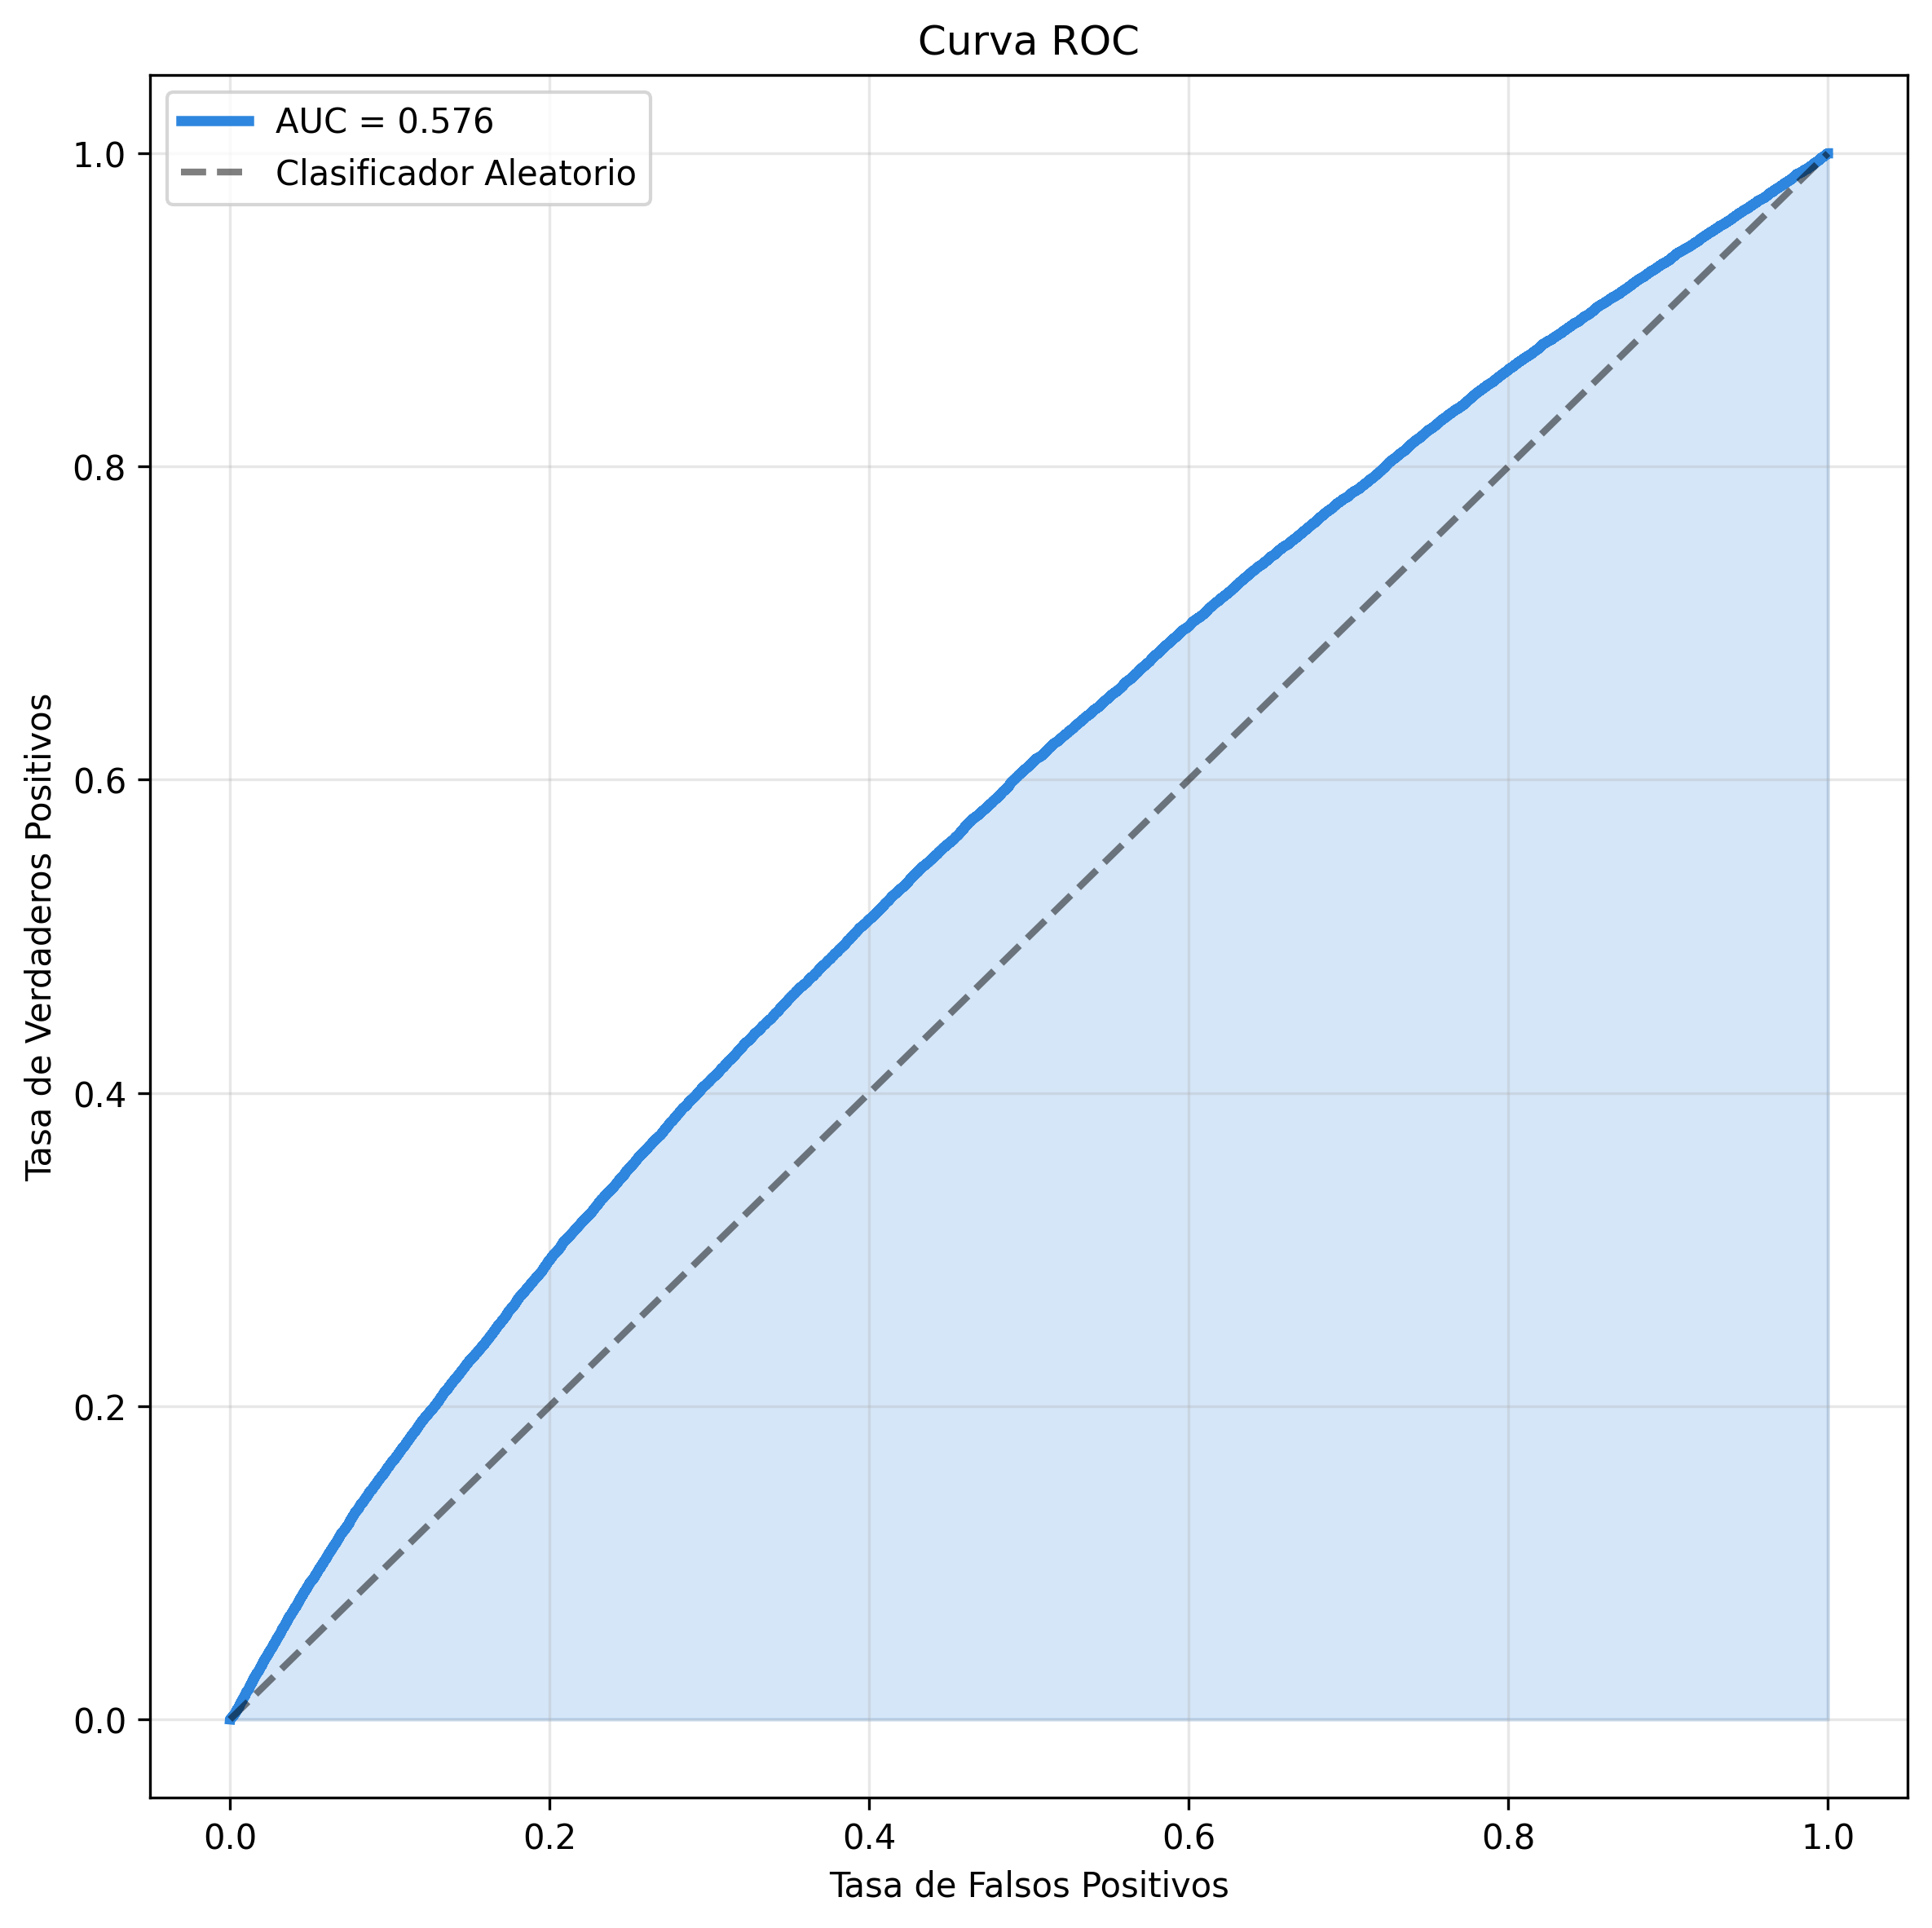 Curva ROC
AUC = 0.576
Clasificador Aleatorio
1.0
0.8
0.6
0.4
0.2
0.0
Tasa de Verdaderos Positivos
0.0 0.2 0.4 0.6 0.8 1.0
Tasa de Falsos Positivos